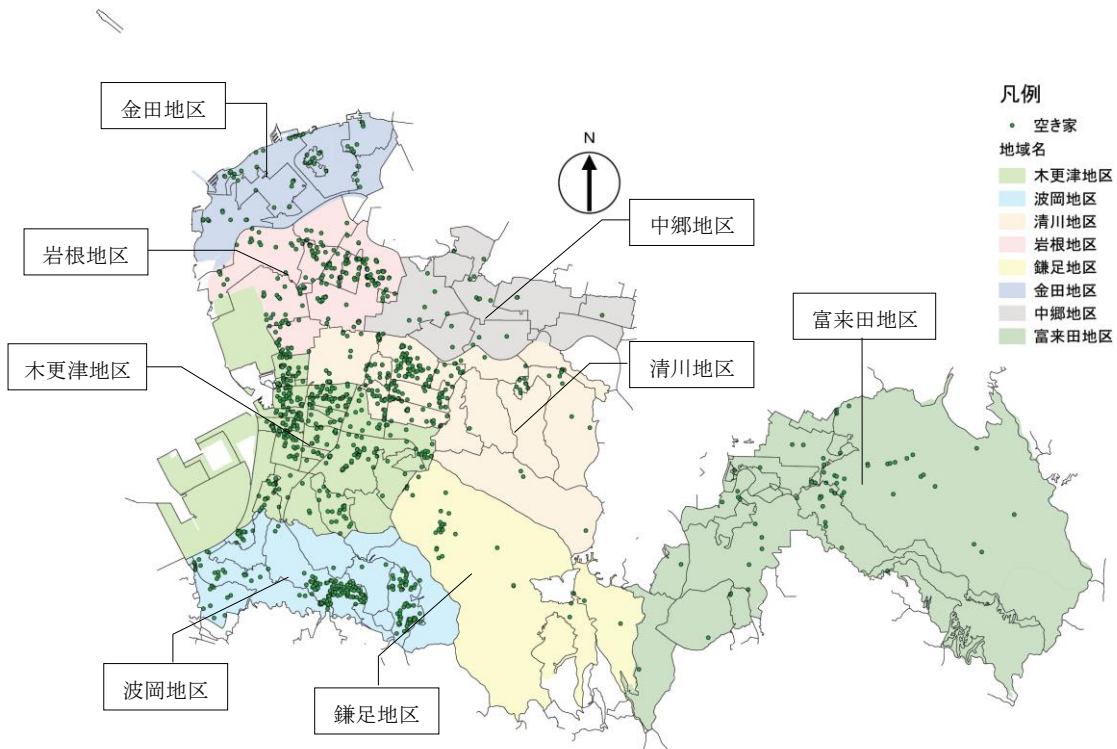 金田地区
凡例
空き家
N
地域名
木更津地区
波岡地区
中郷地区
清川地区
岩根地区
岩根地区
鎌足地区
金田地区
中郷地区
富来田地区
富来田地区
木更津地区
清川地区
波岡地区
鎌足地区